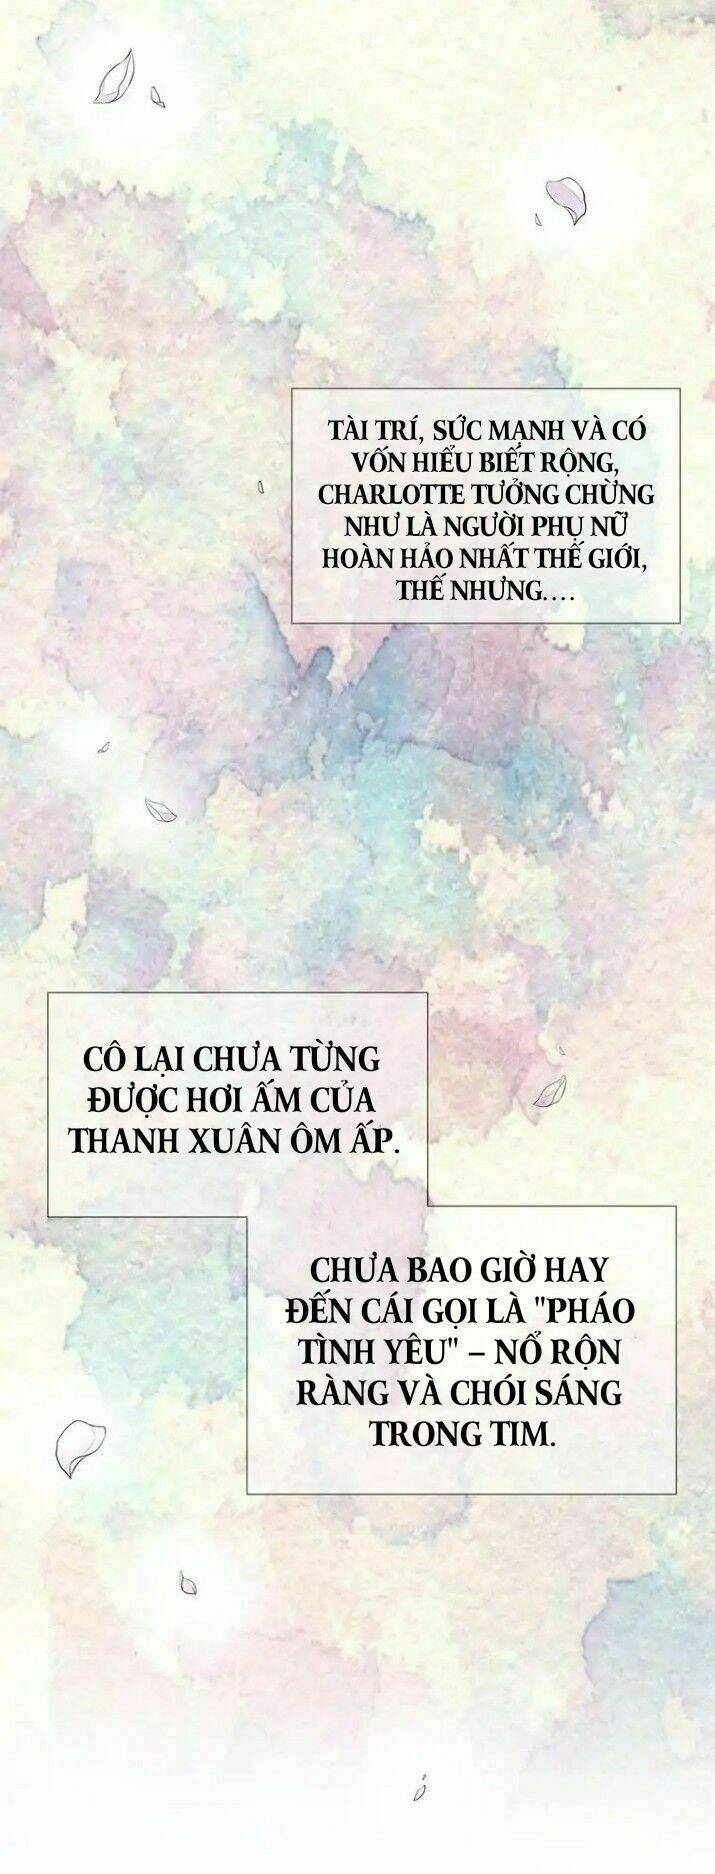 TÀI TRÍ, SỨC MẠNH VÀ CÓ
VỐN HIỂU BIẾT RỘNG,
CHARLOTTE TƯỞNG CHỪNG
NHƯ LÀ NGƯỜI PHỤ NỮ
HOÀN HẢO NHẤT THẾ GIỚI,
THẾ NHƯNG....
CÔ LẠI CHƯA TỪNG
ĐƯỢC HƠI ẤM CỦA
THANH XUÂN ÔM ẤP.
CHƯA BAO GIỜ HAY
ĐẾN CÁI GỌI LÀ "PHÁO
TÌNH YÊU" – NỔ RỘN
RÀNG VÀ CHÓI SÁNG
TRONG TIM.